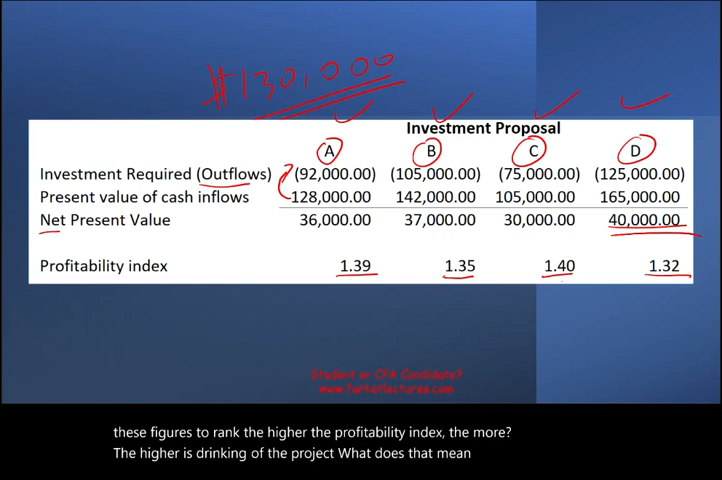 $130,000
Investment Proposal
A B C D
Investment Required (Outflows) (92,000.00) (105,000.00) (75,000.00) (125,000.00)
Present value of cash inflows 128,000.00 142,000.00 105,000.00 165,000.00
Net Present Value 36,000.00 37,000.00 30,000.00 40,000.00
Profitability index 1.39 1.35 1.40 1.32
Student or CPA Candidate?
www.farhatlectures.com
these figures to rank the higher the profitability index, the more?
The higher is drinking of the project What does that mean